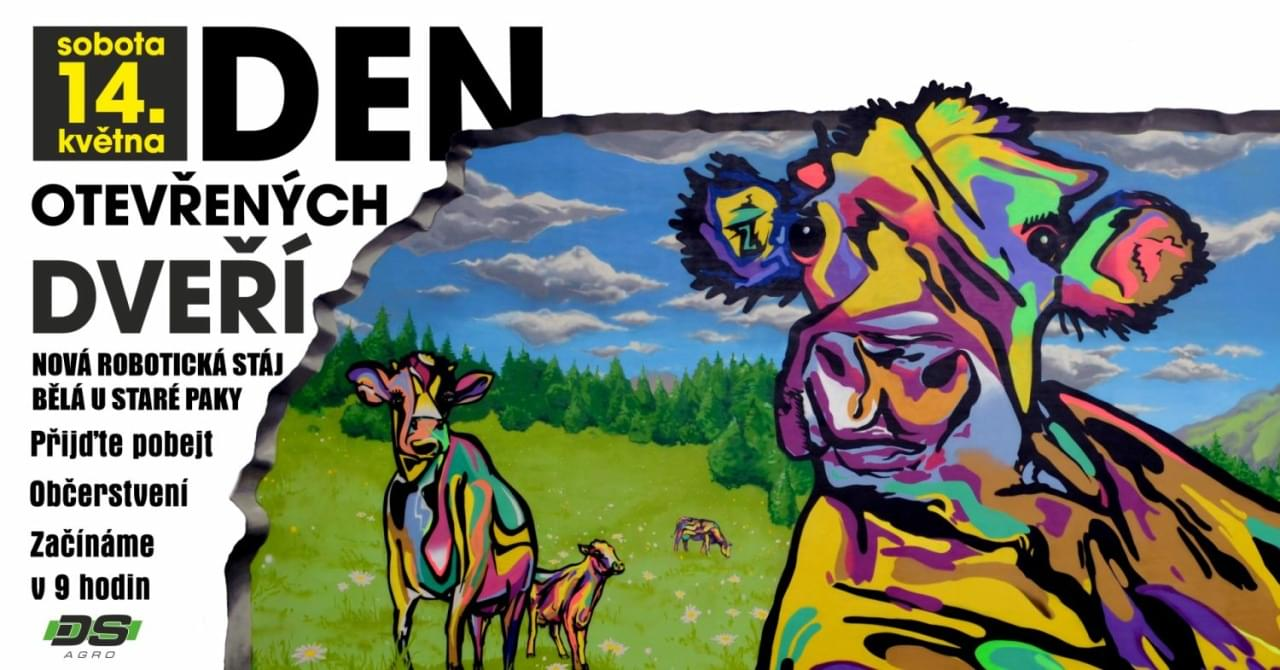 sobota
14.
května
DEN
OTEVŘENÝCH
DVEŘÍ
NOVÁ ROBOTICKÁ STÁJ
BĚLÁ U STARÉ PAKY
Přijďte pobejt
Občerstvení
Začínáme
v 9 hodin
DS
AGRO